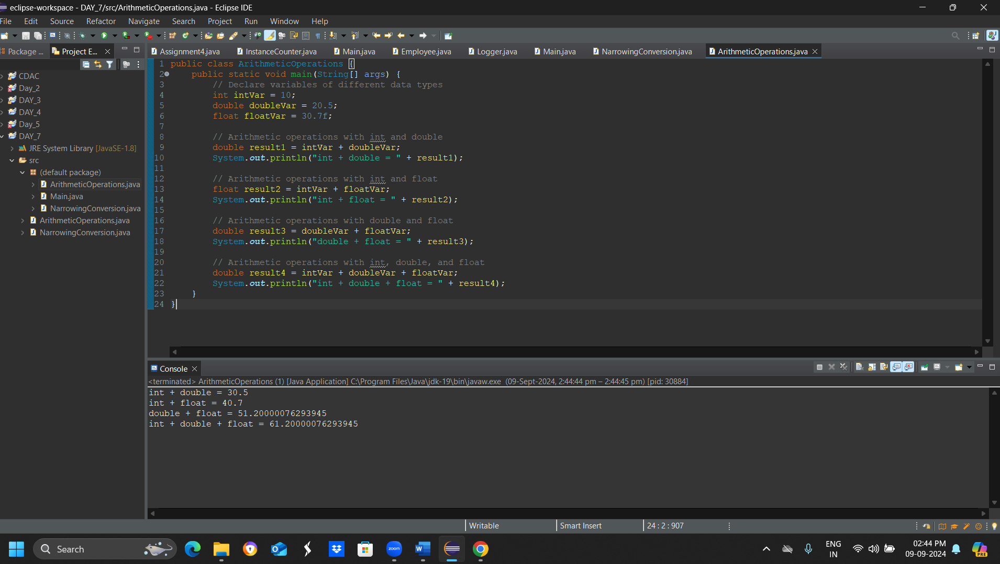 eclipse-workspace - DAY_7/src/ArithmeticOperations.java - Eclipse IDE
File Edit Source Refactor Navigate Search Project Run Window Help
Package ... Project E...
Assignment4.java InstanceCounter.java Main.java Employee.java Logger.java Main.java NarrowingConversion.java ArithmeticOperations.java
CDAC
Day_2
DAY_3
DAY_4
Day_5
DAY_7
JRE System Library [JavaSE-1.8]
src
(default package)
ArithmeticOperations.java
Main.java
NarrowingConversion.java
ArithmeticOperations.java
NarrowingConversion.java
1 public class ArithmeticOperations {
2     public static void main(String[] args) {
3         // Declare variables of different data types
4         int intVar = 10;
5         double doubleVar = 20.5;
6         float floatVar = 30.7f;
7
8         // Arithmetic operations with int and double
9         double result1 = intVar + doubleVar;
10         System.out.println("int + double = " + result1);
11
12         // Arithmetic operations with int and float
13         float result2 = intVar + floatVar;
14         System.out.println("int + float = " + result2);
15
16         // Arithmetic operations with double and float
17         double result3 = doubleVar + floatVar;
18         System.out.println("double + float = " + result3);
19
20         // Arithmetic operations with int, double, and float
21         double result4 = intVar + doubleVar + floatVar;
22         System.out.println("int + double + float = " + result4);
23     }
24 }
Console
<terminated> ArithmeticOperations (1) [Java Application] C:\Program Files\Java\jdk-19\bin\javaw.exe (09-Sept-2024, 2:44:44 pm – 2:44:45 pm) [pid: 30884]
int + double = 30.5
int + float = 40.7
double + float = 51.20000076293945
int + double + float = 61.20000076293945
Writable Smart Insert 24 : 2 : 907
Search
zoom
W
ENG
IN
02:44 PM
09-09-2024
PRE